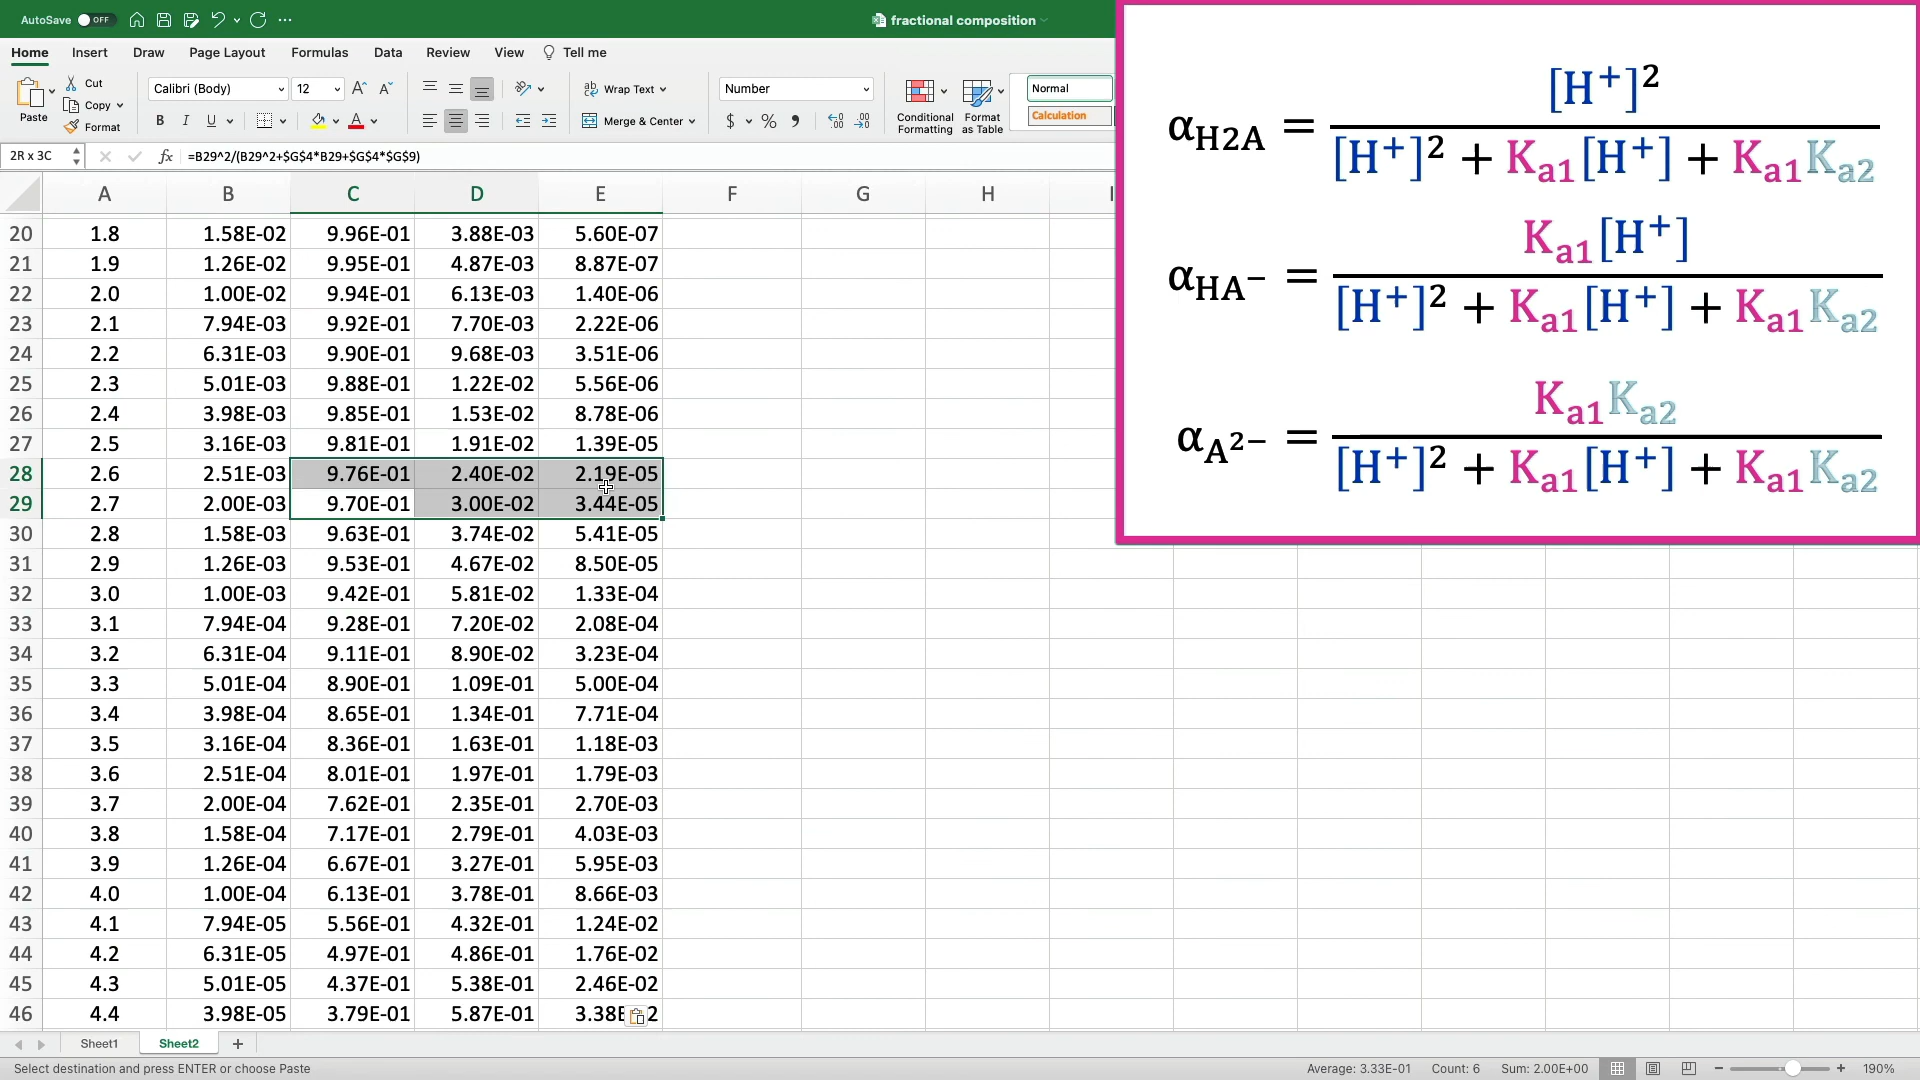 AutoSave OFF fractional composition
Home Insert Draw Page Layout Formulas Data Review View Tell me
Paste Cut Copy Format
Calibri (Body) 12
B I U
ab Wrap Text
Merge & Center
Number
$ % 9
Conditional Formatting
Format as Table
Normal
Calculation
2R x 3C fx =B29^2/(B29^2+$G$4*B29+$G$4*$G$9)
A B C D E F G H I
20 1.8 1.58E-02 9.96E-01 3.88E-03 5.60E-07
21 1.9 1.26E-02 9.95E-01 4.87E-03 8.87E-07
22 2.0 1.00E-02 9.94E-01 6.13E-03 1.40E-06
23 2.1 7.94E-03 9.92E-01 7.70E-03 2.22E-06
24 2.2 6.31E-03 9.90E-01 9.68E-03 3.51E-06
25 2.3 5.01E-03 9.88E-01 1.22E-02 5.56E-06
26 2.4 3.98E-03 9.85E-01 1.53E-02 8.78E-06
27 2.5 3.16E-03 9.81E-01 1.91E-02 1.39E-05
28 2.6 2.51E-03 9.76E-01 2.40E-02 2.19E-05
29 2.7 2.00E-03 9.70E-01 3.00E-02 3.44E-05
30 2.8 1.58E-03 9.63E-01 3.74E-02 5.41E-05
31 2.9 1.26E-03 9.53E-01 4.67E-02 8.50E-05
32 3.0 1.00E-03 9.42E-01 5.81E-02 1.33E-04
33 3.1 7.94E-04 9.28E-01 7.20E-02 2.08E-04
34 3.2 6.31E-04 9.11E-01 8.90E-02 3.23E-04
35 3.3 5.01E-04 8.90E-01 1.09E-01 5.00E-04
36 3.4 3.98E-04 8.65E-01 1.34E-01 7.71E-04
37 3.5 3.16E-04 8.36E-01 1.63E-01 1.18E-03
38 3.6 2.51E-04 8.01E-01 1.97E-01 1.79E-03
39 3.7 2.00E-04 7.62E-01 2.35E-01 2.70E-03
40 3.8 1.58E-04 7.17E-01 2.79E-01 4.03E-03
41 3.9 1.26E-04 6.67E-01 3.27E-01 5.95E-03
42 4.0 1.00E-04 6.13E-01 3.78E-01 8.66E-03
43 4.1 7.94E-05 5.56E-01 4.32E-01 1.24E-02
44 4.2 6.31E-05 4.97E-01 4.86E-01 1.76E-02
45 4.3 5.01E-05 4.37E-01 5.38E-01 2.46E-02
46 4.4 3.98E-05 3.79E-01 5.87E-01 3.38E 2
[H⁺]²
αH2A =
[H⁺]² + Ka1[H⁺] + Ka1Ka2
Ka1[H⁺]
αHA⁻ =
[H⁺]² + Ka1[H⁺] + Ka1Ka2
Ka1Ka2
αA²⁻ =
[H⁺]² + Ka1[H⁺] + Ka1Ka2
Sheet1 Sheet2
Select destination and press ENTER or choose Paste Average: 3.33E-01 Count: 6 Sum: 2.00E+00 190%